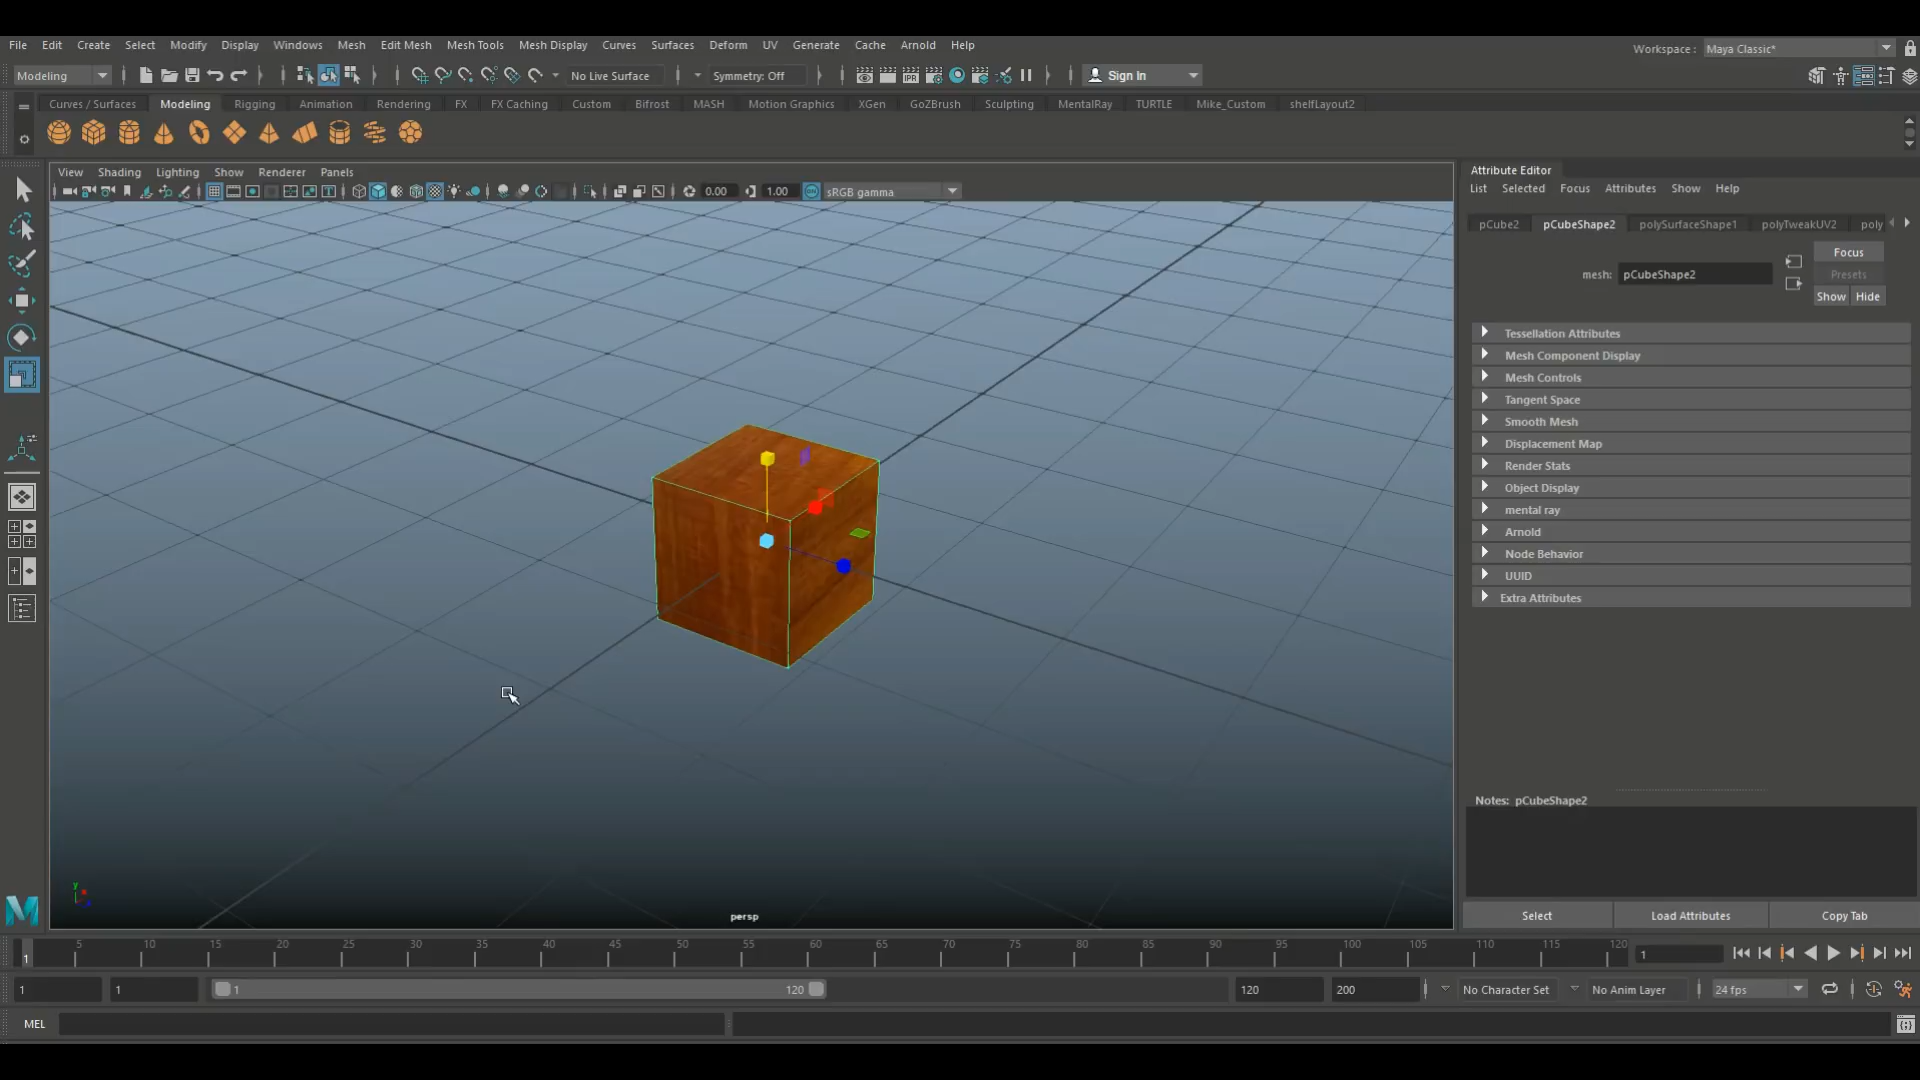 File Edit Create Select Modify Display Windows Mesh Edit Mesh Mesh Tools Mesh Display Curves Surfaces Deform UV Generate Cache Arnold Help Workspace : Maya Classic*
Modeling No Live Surface Symmetry: Off IPR Sign In
Curves / Surfaces Modeling Rigging Animation Rendering FX FX Caching Custom Bifrost MASH Motion Graphics XGen GoZBrush Sculpting MentalRay TURTLE Mike_Custom shelfLayout2
View Shading Lighting Show Renderer Panels
0.00 1.00 ON sRGB gamma
Attribute Editor
List Selected Focus Attributes Show Help
pCube2 pCubeShape2 polySurfaceShape1 polyTweakUV2 poly
Focus
mesh: pCubeShape2 Presets
Show Hide
Tessellation Attributes
Mesh Component Display
Mesh Controls
Tangent Space
Smooth Mesh
Displacement Map
Render Stats
Object Display
mental ray
Arnold
Node Behavior
UUID
Extra Attributes
Notes: pCubeShape2
y
persp
Select Load Attributes Copy Tab
5 10 15 20 25 30 35 40 45 50 55 60 65 70 75 80 85 90 95 100 105 110 115 120
1 1
1 1 1 120 120 200 No Character Set No Anim Layer 24 fps
MEL